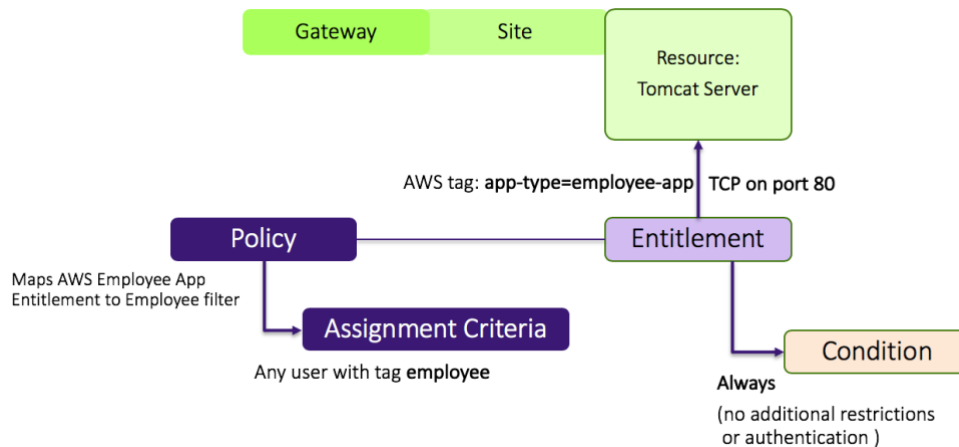 Gateway
Site
Resource:
Tomcat Server
AWS tag: app-type=employee-app
TCP on port 80
Policy
Entitlement
Maps AWS Employee App
Entitlement to Employee filter
Assignment Criteria
Any user with tag employee
Condition
Always
(no additional restrictions
or authentication )